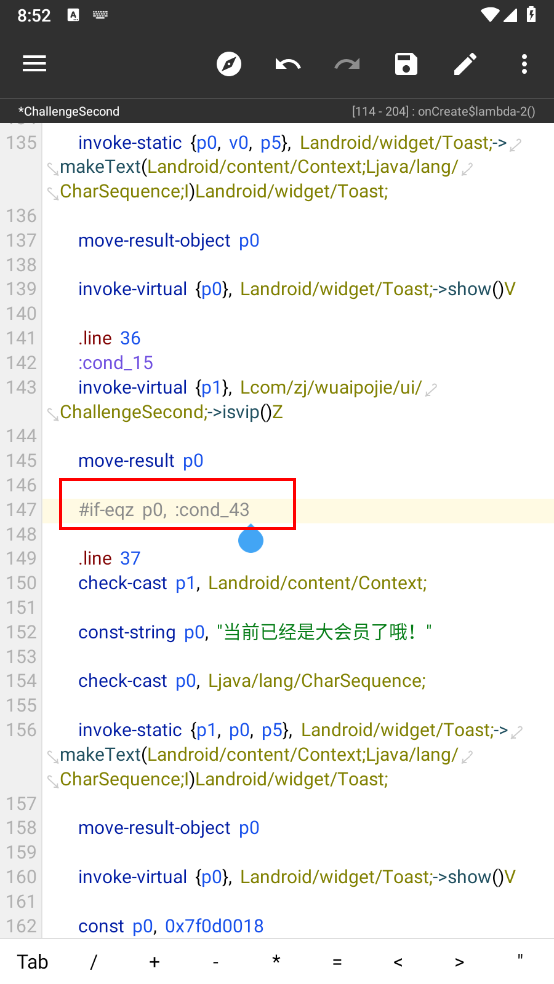 8:52
*ChallengeSecond [114 - 204] : onCreate$lambda-2()
135 invoke-static {p0, v0, p5}, Landroid/widget/Toast;->
makeText(Landroid/content/Context;Ljava/lang/
CharSequence;I)Landroid/widget/Toast;
136
137 move-result-object p0
138
139 invoke-virtual {p0}, Landroid/widget/Toast;->show()V
140
141 .line 36
142 :cond_15
143 invoke-virtual {p1}, Lcom/zj/wuaipojie/ui/
ChallengeSecond;->isvip()Z
144
145 move-result p0
146
147 #if-eqz p0, :cond_43
148
149 .line 37
150 check-cast p1, Landroid/content/Context;
151
152 const-string p0, "当前已经是大会员了哦！"
153
154 check-cast p0, Ljava/lang/CharSequence;
155
156 invoke-static {p1, p0, p5}, Landroid/widget/Toast;->
makeText(Landroid/content/Context;Ljava/lang/
CharSequence;I)Landroid/widget/Toast;
157
158 move-result-object p0
159
160 invoke-virtual {p0}, Landroid/widget/Toast;->show()V
161
162 const p0, 0x7f0d0018
Tab / + - * = < > "